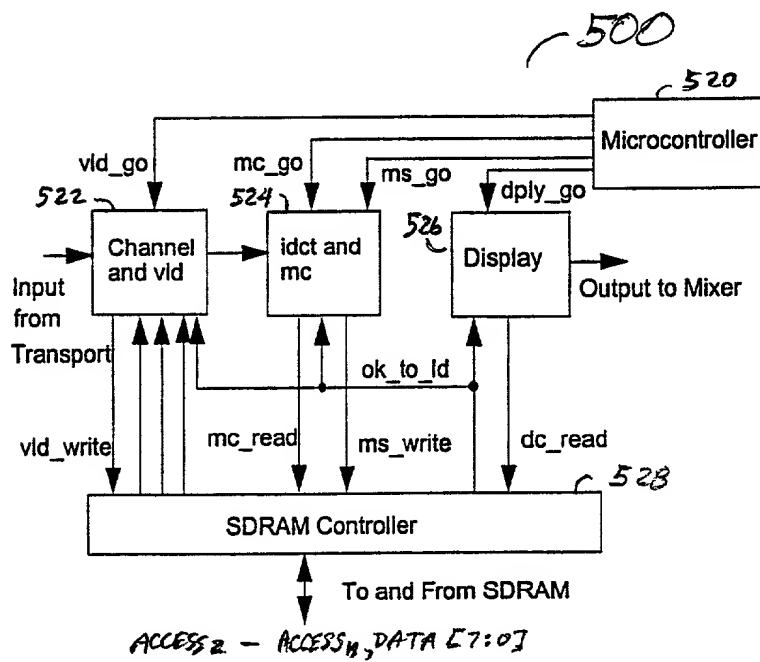 500
520
Microcontroller
vld_go
mc_go
ms_go
dply_go
522
524
526
Channel
and vld
idct and
mc
Display
Input
from
Transport
Output to Mixer
ok_to_ld
vld_write
mc_read
ms_write
dc_read
528
SDRAM Controller
To and From SDRAM
DATA [7:0]